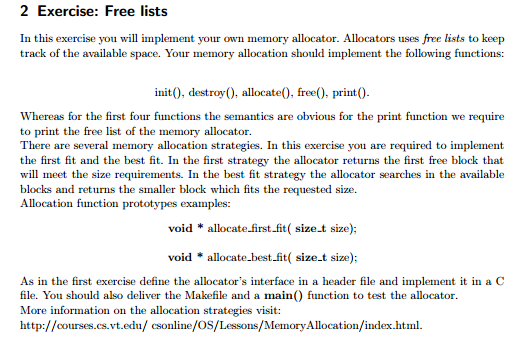 2 Exercise: Free lists
In this exercise you will implement your own memory allocator. Allocators uses free lists to keep
track of the available space. Your memory allocation should implement the following functions:
init(), destroy(), allocate(), free(), print().
Whereas for the first four functions the semantics are obvious for the print function we require
to print the free list of the memory allocator.
There are several memory allocation strategies. In this exercise you are required to implement
the first fit and the best fit. In the first strategy the allocator returns the first free block that
will meet the size requirements. In the best fit strategy the allocator searches in the available
blocks and returns the smaller block which fits the requested size.
Allocation function prototypes examples:
void * allocate_first_fit( size_t size);
void * allocate_best_fit( size_t size);
As in the first exercise define the allocator's interface in a header file and implement it in a C
file. You should also deliver the Makefile and a main() function to test the allocator.
More information on the allocation strategies visit:
http://courses.cs.vt.edu/ csonline/OS/Lessons/MemoryAllocation/index.html.